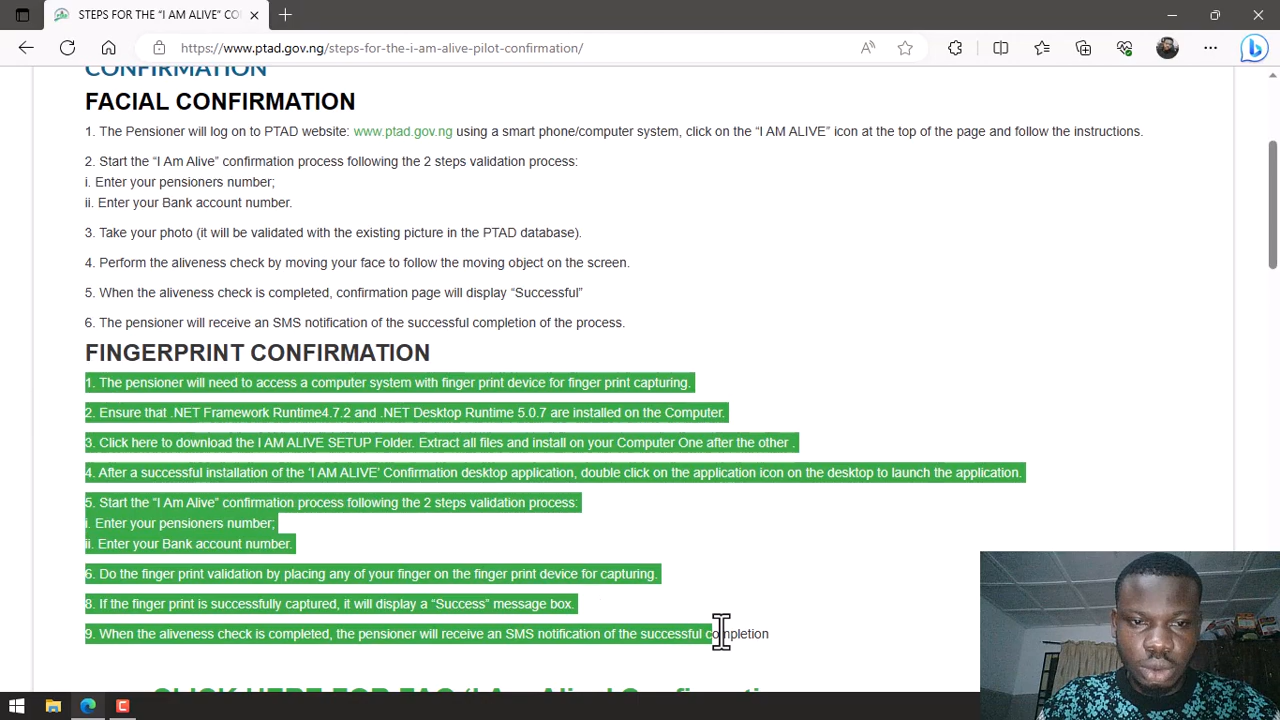 STEPS FOR THE “I AM ALIVE” CO
https://www.ptad.gov.ng/steps-for-the-i-am-alive-pilot-confirmation/
CONFIRMATION
FACIAL CONFIRMATION
1. The Pensioner will log on to PTAD website: www.ptad.gov.ng using a smart phone/computer system, click on the “I AM ALIVE” icon at the top of the page and follow the instructions.
2. Start the “I Am Alive” confirmation process following the 2 steps validation process:
i. Enter your pensioners number;
ii. Enter your Bank account number.
3. Take your photo (it will be validated with the existing picture in the PTAD database).
4. Perform the aliveness check by moving your face to follow the moving object on the screen.
5. When the aliveness check is completed, confirmation page will display “Successful”
6. The pensioner will receive an SMS notification of the successful completion of the process.
FINGERPRINT CONFIRMATION
1. The pensioner will need to access a computer system with finger print device for finger print capturing.
2. Ensure that .NET Framework Runtime4.7.2 and .NET Desktop Runtime 5.0.7 are installed on the Computer.
3. Click here to download the I AM ALIVE SETUP Folder. Extract all files and install on your Computer One after the other .
4. After a successful installation of the ‘I AM ALIVE’ Confirmation desktop application, double click on the application icon on the desktop to launch the application.
5. Start the “I Am Alive” confirmation process following the 2 steps validation process:
i. Enter your pensioners number;
ii. Enter your Bank account number.
6. Do the finger print validation by placing any of your finger on the finger print device for capturing.
8. If the finger print is successfully captured, it will display a “Success” message box.
9. When the aliveness check is completed, the pensioner will receive an SMS notification of the successful completion
CLICK HERE FOR FAQ ‘I Am Alive’ Confirmatio